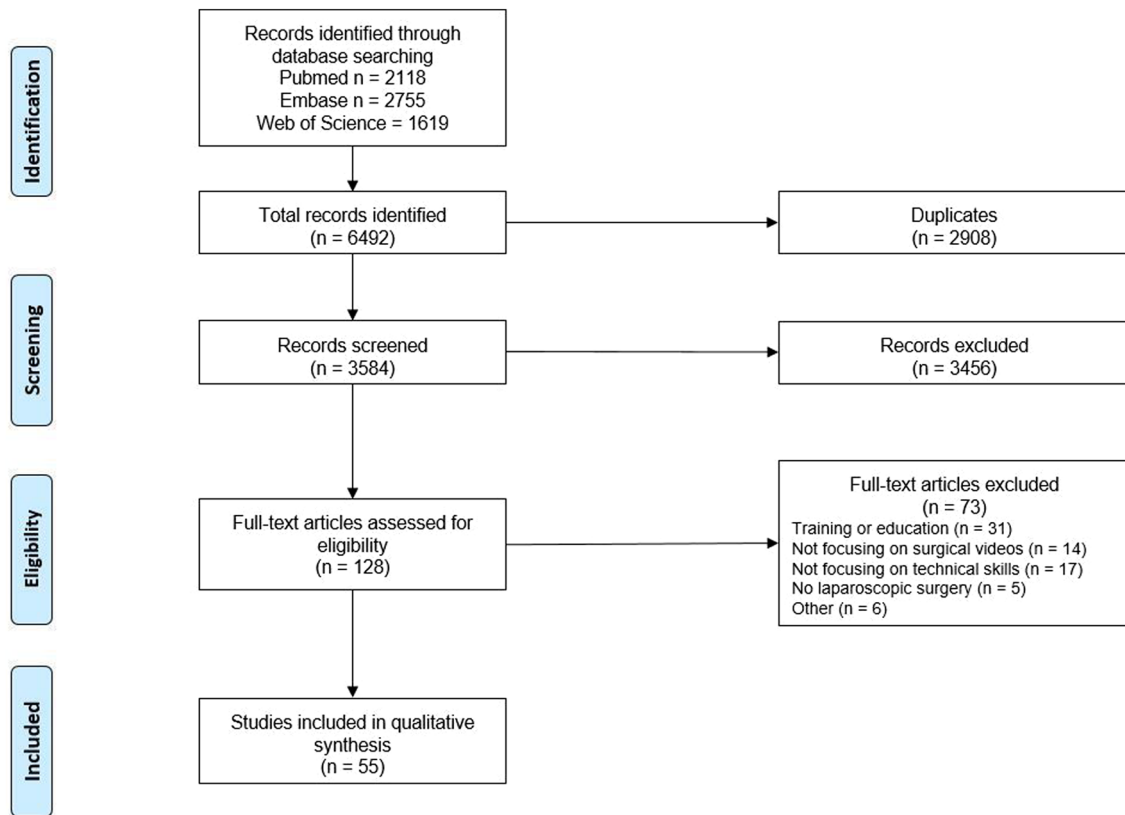 Identification
Records identified through
database searching
Pubmed n = 2118
Embase n = 2755
Web of Science = 1619
Total records identified
(n = 6492)
Duplicates
(n = 2908)
Screening
Records screened
(n = 3584)
Records excluded
(n = 3456)
Eligibility
Full-text articles assessed for
eligibility
(n = 128)
Full-text articles excluded
(n = 73)
Training or education (n = 31)
Not focusing on surgical videos (n = 14)
Not focusing on technical skills (n = 17)
No laparoscopic surgery (n = 5)
Other (n = 6)
Included
Studies included in qualitative
synthesis
(n = 55)